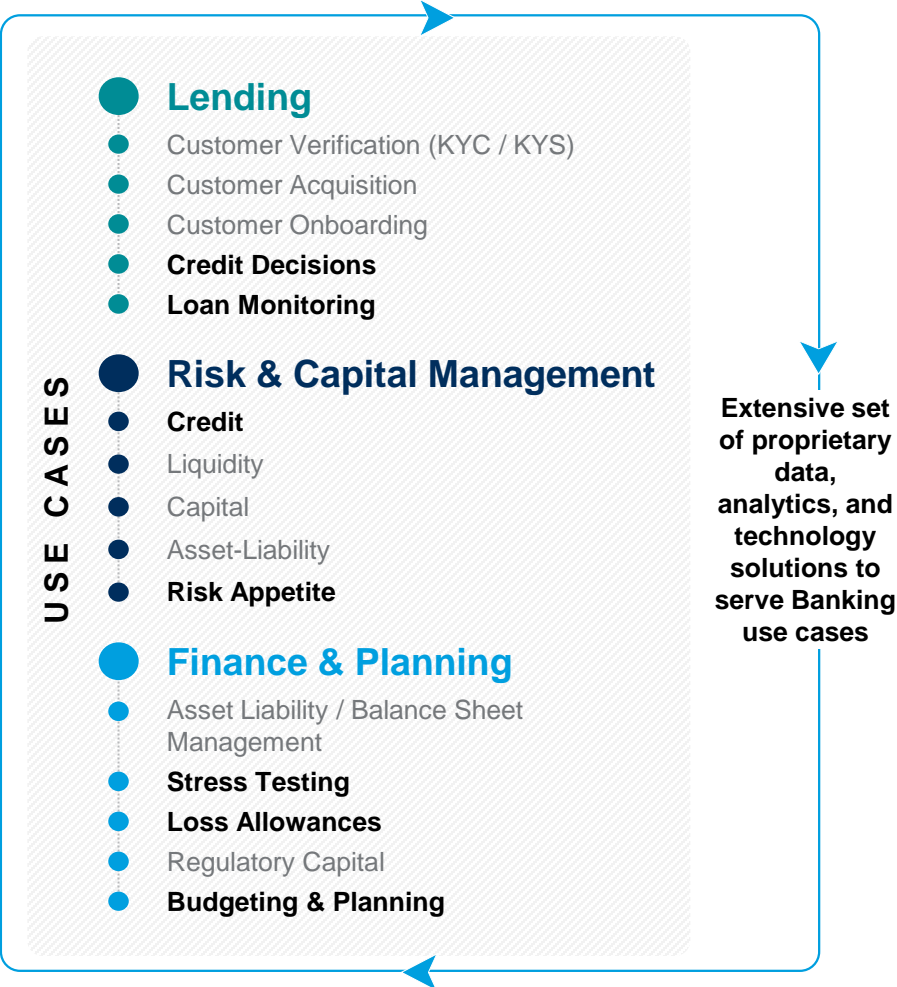 USE CASES
Lending
Customer Verification (KYC / KYS)
Customer Acquisition
Customer Onboarding
Credit Decisions
Loan Monitoring
Risk & Capital Management
Credit
Liquidity
Capital
Asset-Liability
Risk Appetite
Finance & Planning
Asset Liability / Balance Sheet
Management
Stress Testing
Loss Allowances
Regulatory Capital
Budgeting & Planning
Extensive set
of proprietary
data,
analytics, and
technology
solutions to
serve Banking
use cases